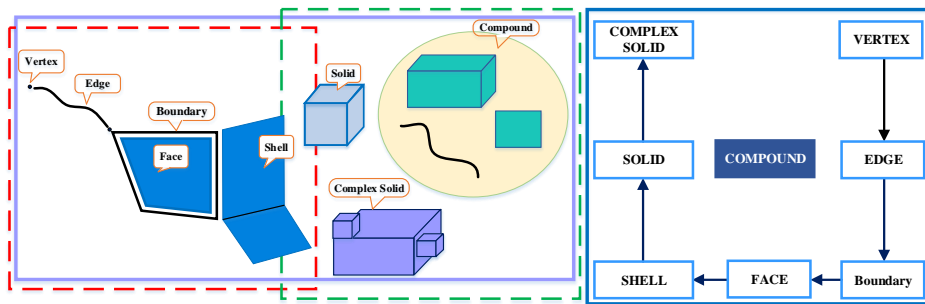 Vertex
Edge
Boundary
Face
Shell
Solid
Compound
Complex Solid
COMPLEX
SOLID
VERTEX
SOLID
COMPOUND
EDGE
SHELL
FACE
Boundary